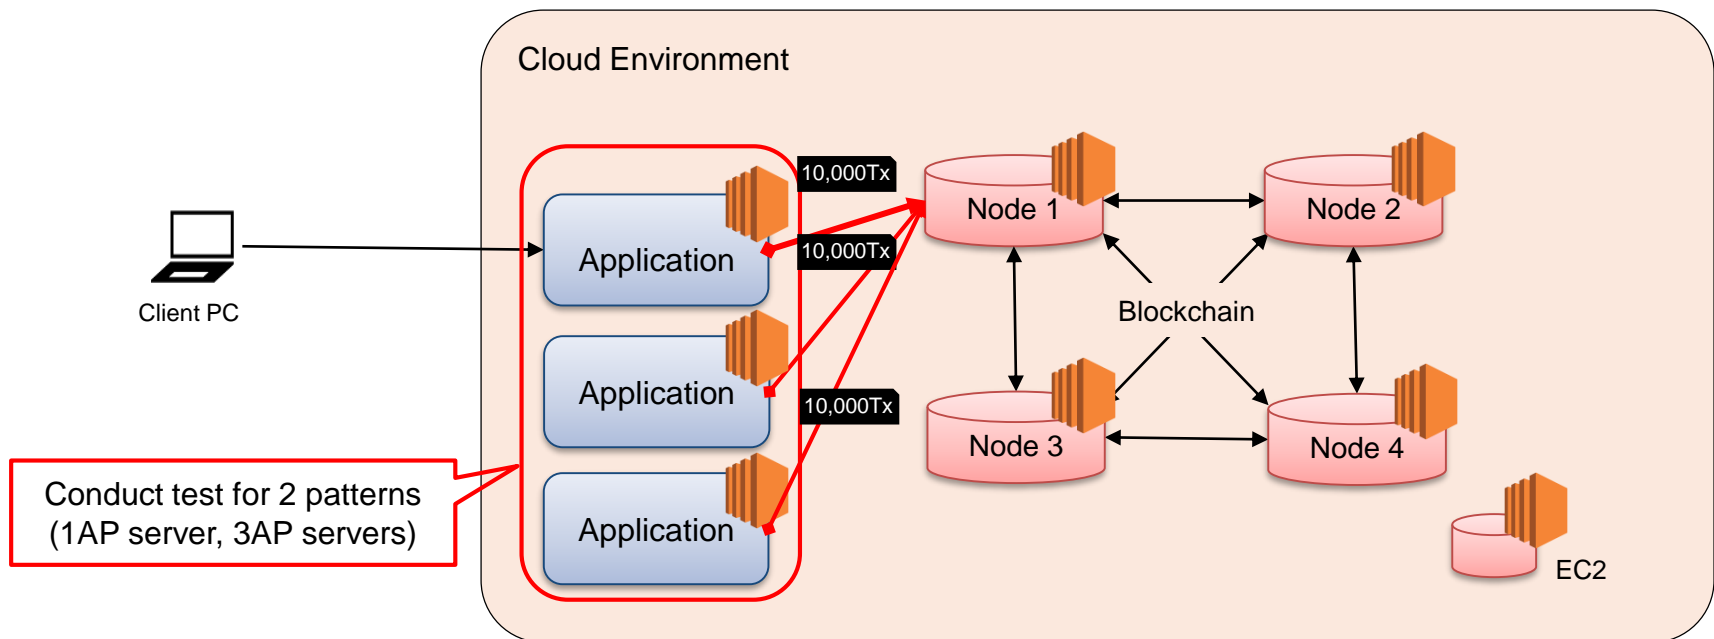 Cloud Environment
10,000Tx
Node 1
Node 2
Application
10,000Tx
Client PC
Blockchain
Application
10,000Tx
Node 3
Node 4
Conduct test for 2 patterns
(1AP server, 3AP servers)
Application
EC2